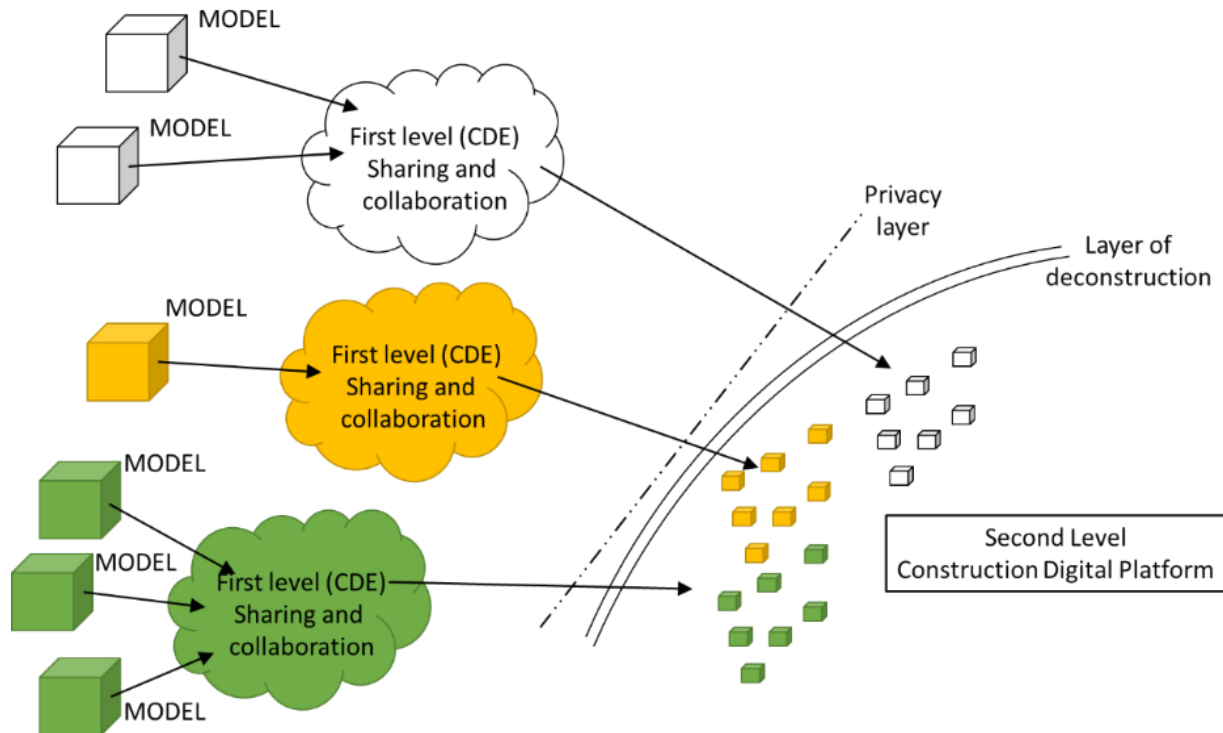 MODEL
MODEL
First level (CDE)
Sharing and
collaboration
Privacy
layer
Layer of
deconstruction
MODEL
First level (CDE)
Sharing and
collaboration
MODEL
MODEL
First level (CDE)
Sharing and
collaboration
MODEL
Second Level
Construction Digital Platform